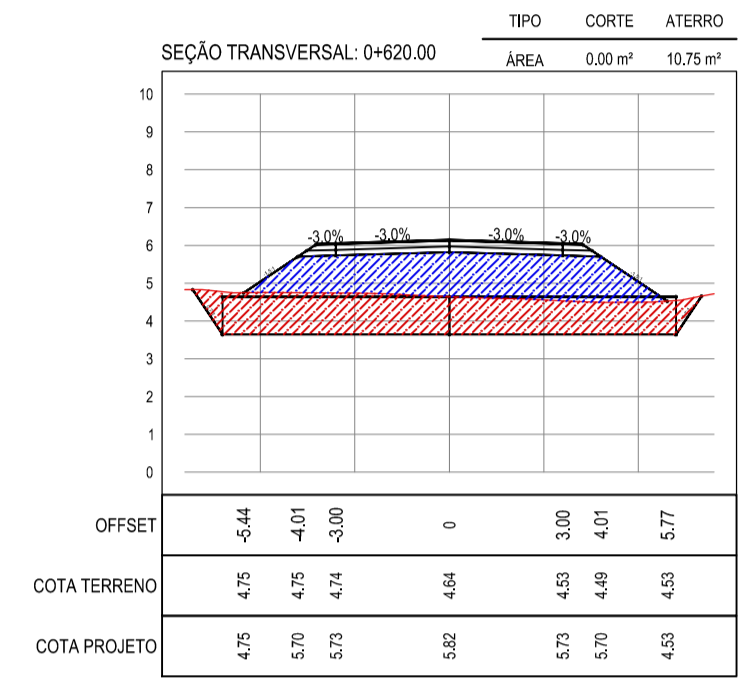 TIPO CORTE ATERRO
SEÇÃO TRANSVERSAL: 0+620.00
ÁREA 0.00 m² 10.75 m²
10
9
8
7
6
5
4
3
2
1
0
-3.0% -3.0% -3.0% -3.0%
OFFSET -5.44 -4.01 -3.00 0 3.00 4.01 5.77
COTA TERRENO 4.75 4.75 4.74 4.64 4.53 4.49 4.53
COTA PROJETO 4.75 5.70 5.73 5.82 5.73 5.70 4.53